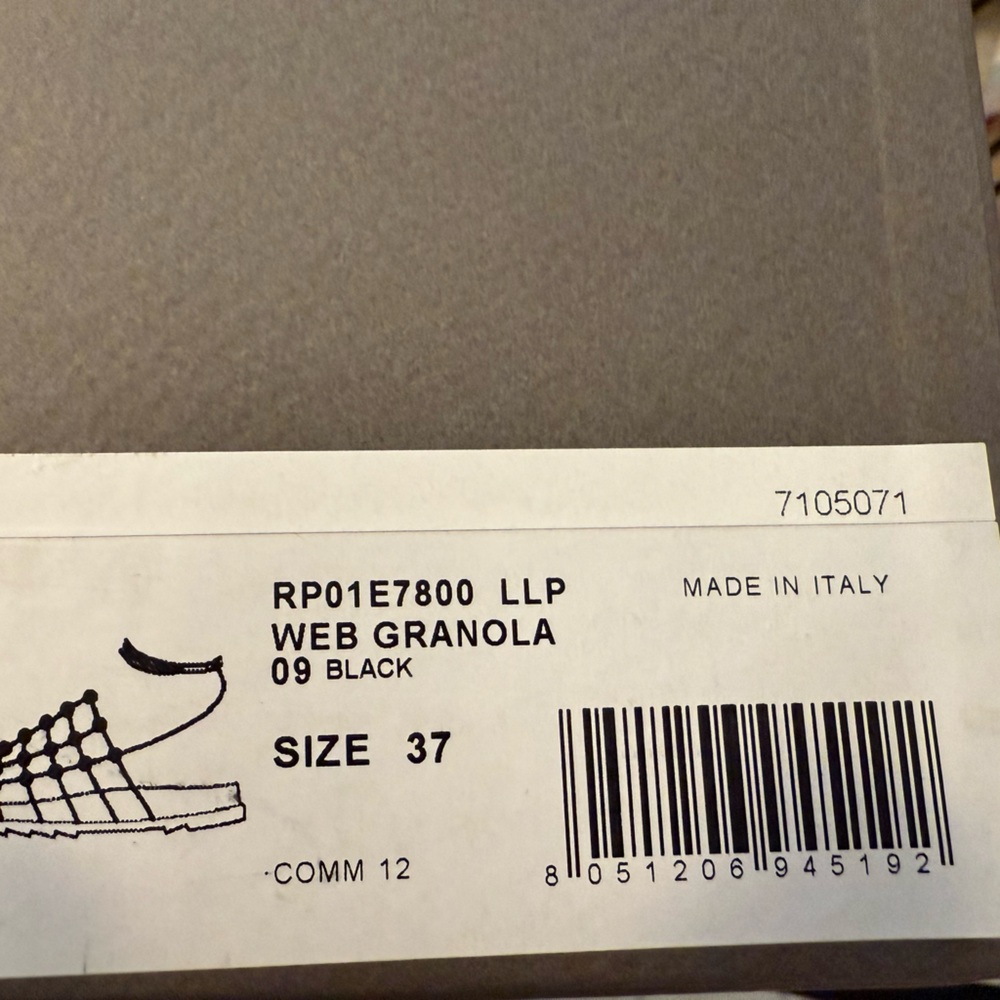 7105071
RP01E7800 LLP
MADE IN ITALY
WEB GRANOLA
09 BLACK
SIZE 37
·COMM 12
8 051206 945192